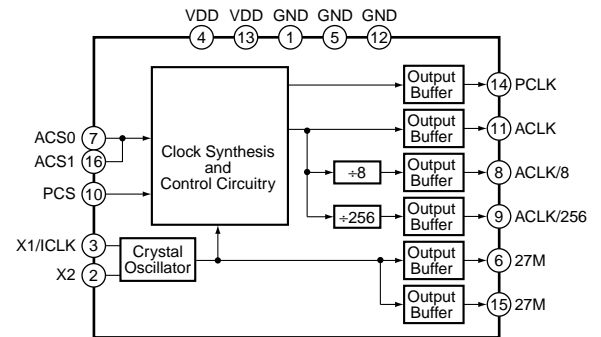 VDD VDD GND GND GND
4 13 1 5 12
Output Buffer
14 PCLK
Output Buffer
11 ACLK
ACS0 7
ACS1 16
Clock Synthesis
and
Control Circuitry
÷8
Output Buffer
8 ACLK/8
PCS 10
÷256
Output Buffer
9 ACLK/256
X1/ICLK 3
X2 2
Crystal
Oscillator
Output Buffer
6 27M
Output Buffer
15 27M